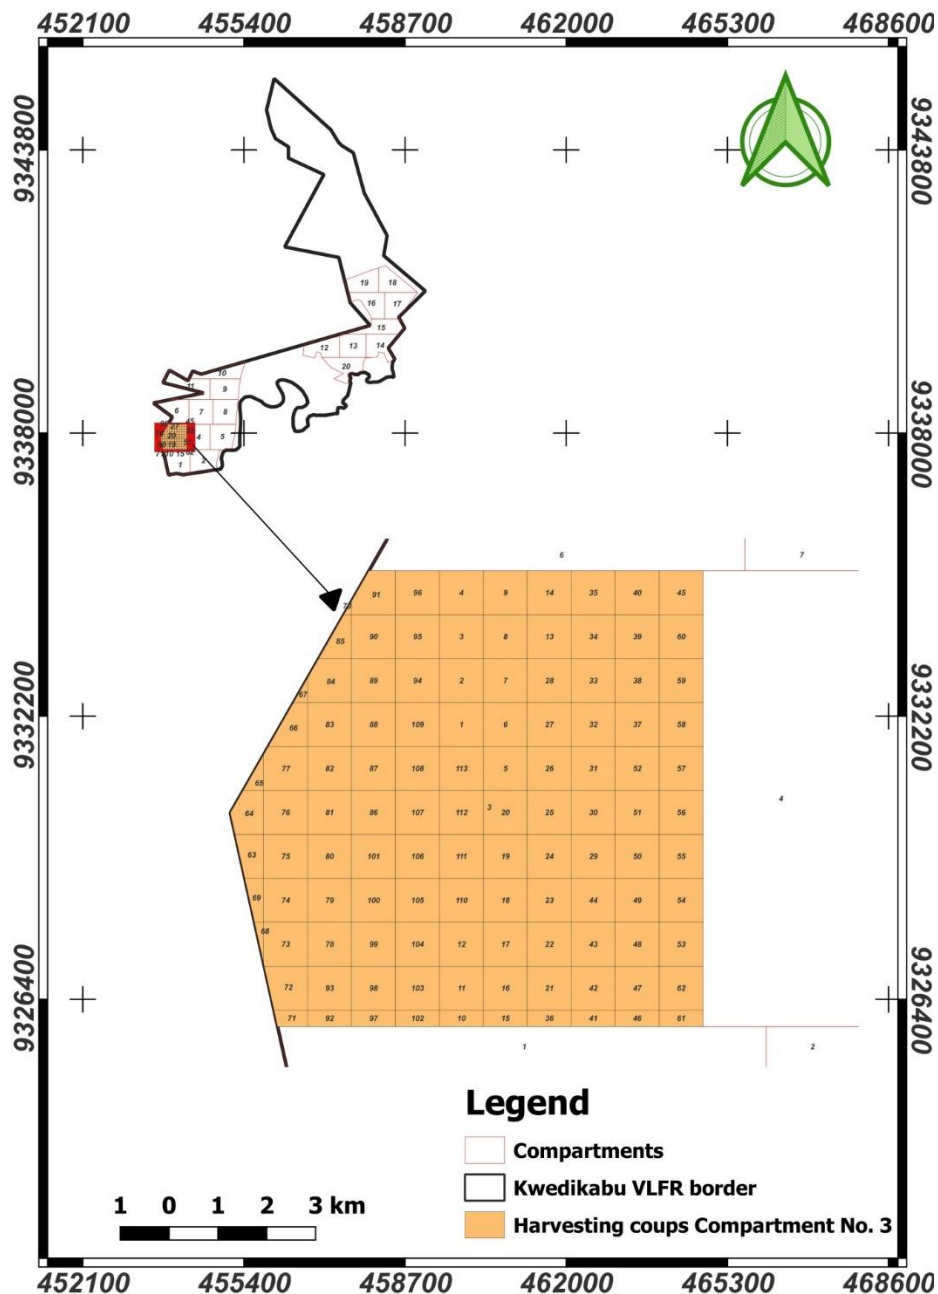 452100 455400 458700 462000 465300 468600
9343800 9343800
19 18
16 17
15
12 13 14
20
10
11 9
6 7 8
45
4 5
1 2
9338000 9338000
6 7
91 96 4 9 14 35 40 45
85 90 95 3 8 13 34 39 60
84 89 94 2 7 28 33 38 59
67
9332200 9332200
66 83 88 109 1 6 27 32 37 58
77 82 87 108 113 5 26 31 52 57
65
3 4
64 76 81 86 107 112 20 25 30 51 56
63 75 80 101 106 111 19 24 29 50 55
69 74 79 100 105 110 18 23 44 49 54
68
73 78 99 104 12 17 22 43 48 53
72 93 98 103 11 16 21 42 47 62
9326400 9326400
71 92 97 102 10 15 36 41 46 61
1 2
Legend
Compartments
Kwedikabu VLFR border
Harvesting coups Compartment No. 3
1 0 1 2 3 km
452100 455400 458700 462000 465300 468600